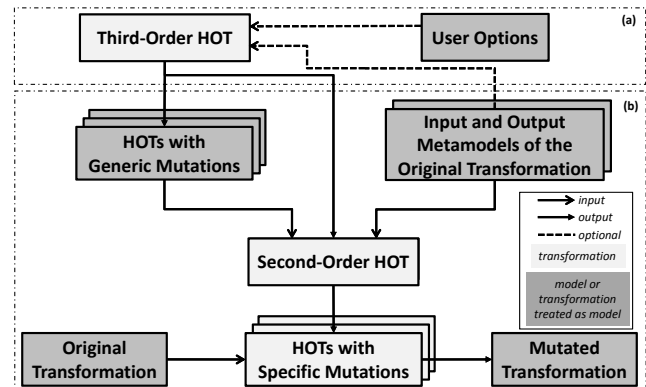 (a)
Third-Order HOT
User Options
(b)
HOTs with
Generic Mutations
Input and Output
Metamodels of the
Original Transformation
input
output
optional
transformation
model or
transformation
treated as model
Second-Order HOT
Original
Transformation
HOTs with
Specific Mutations
Mutated
Transformation